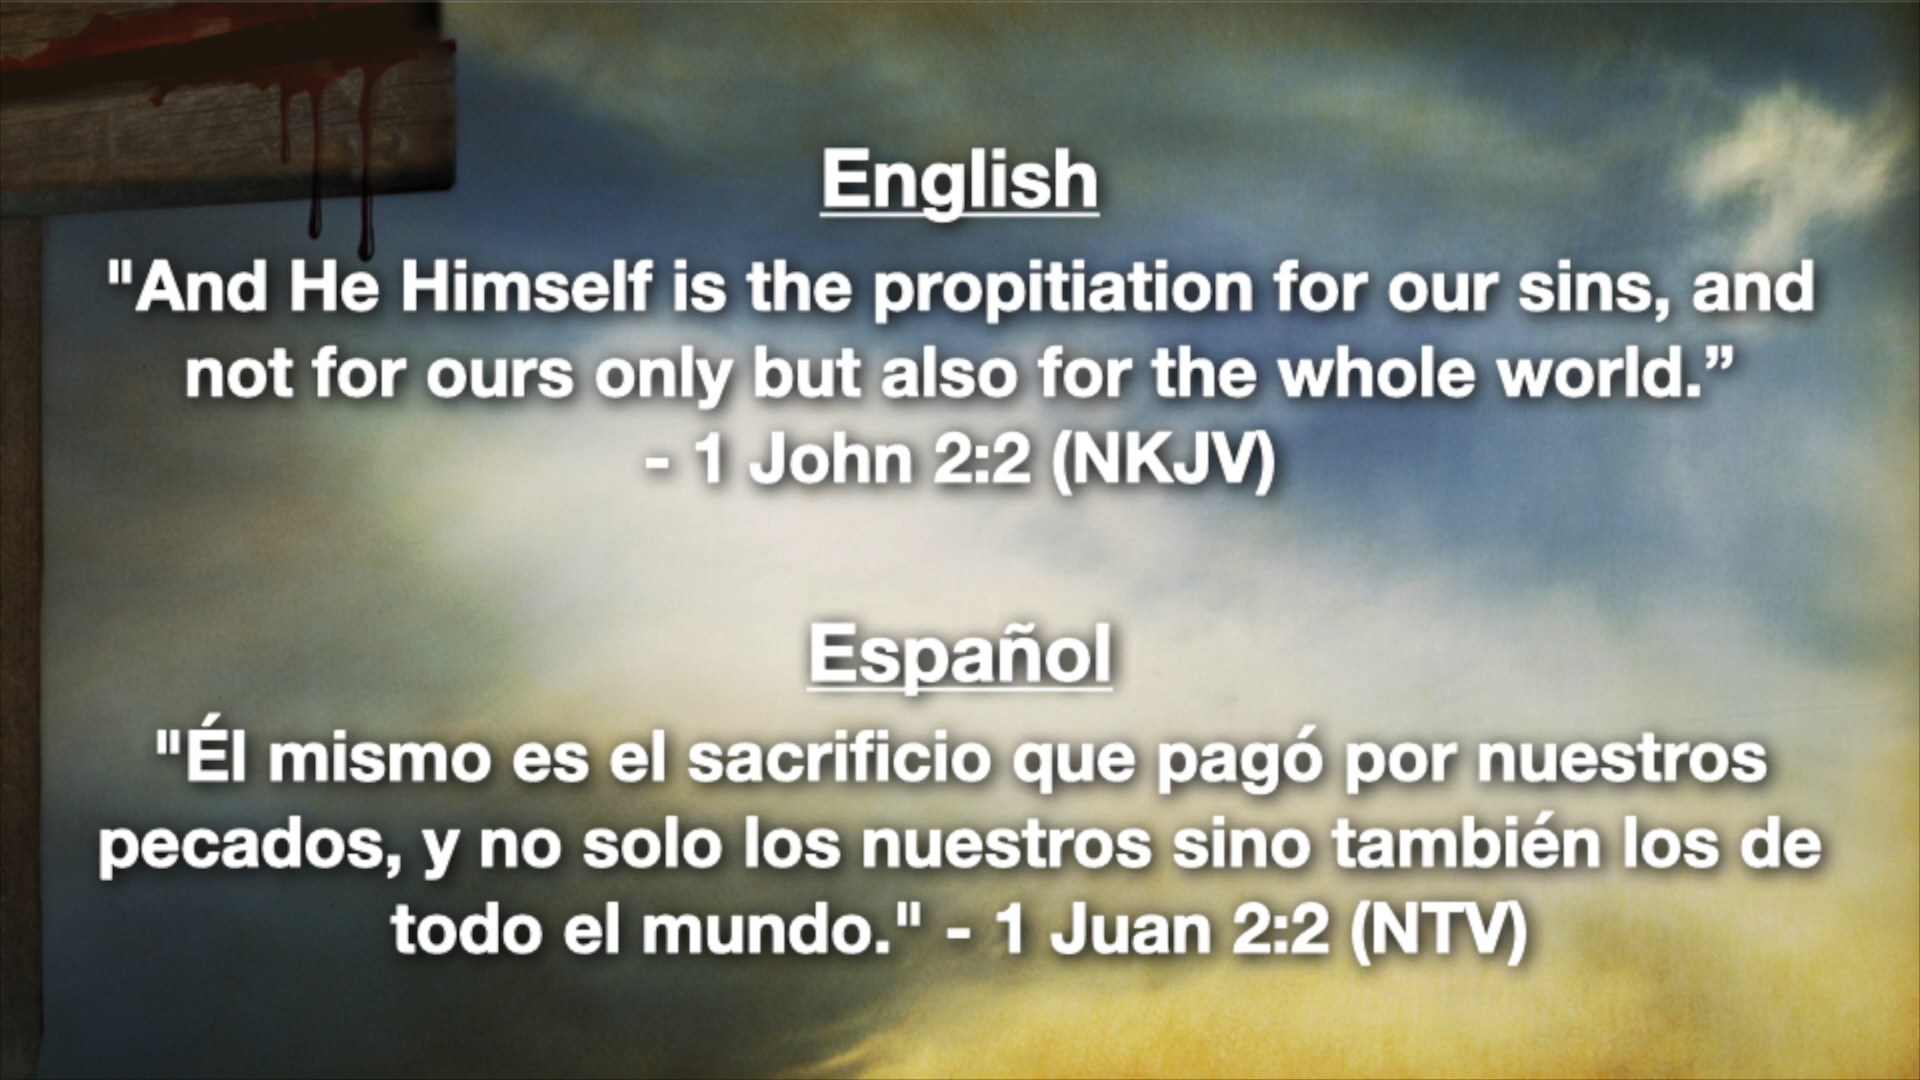 English
"And He Himself is the propitiation for our sins, and
not for ours only but also for the whole world.”
- 1 John 2:2 (NKJV)
Español
"Él mismo es el sacrificio que pagó por nuestros
pecados, y no solo los nuestros sino también los de
todo el mundo." - 1 Juan 2:2 (NTV)